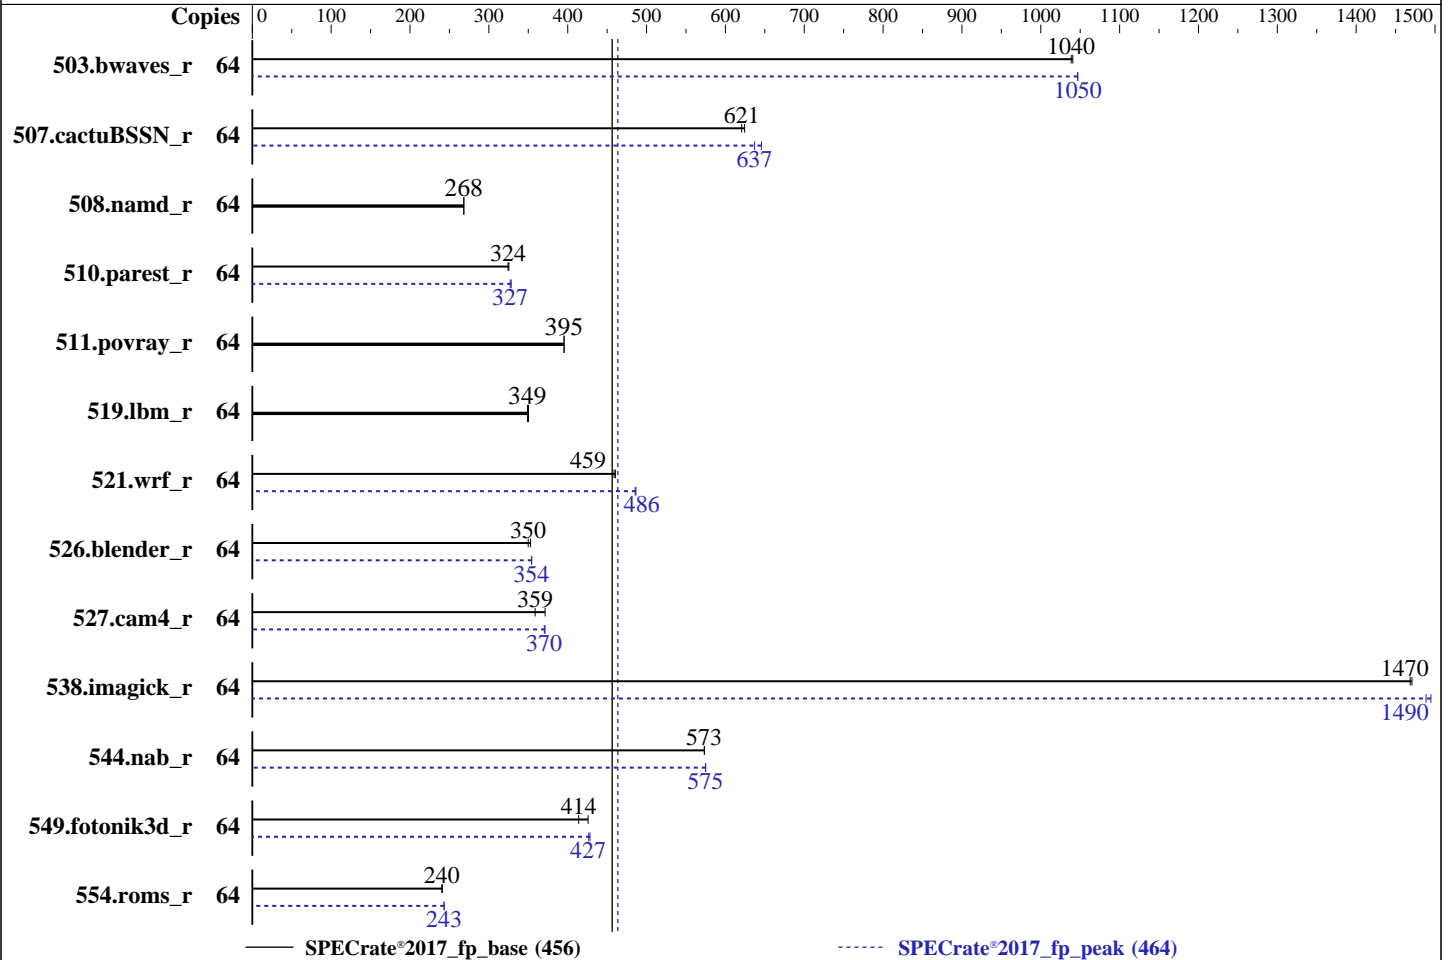 Copies 0 100 200 300 400 500 600 700 800 900 1000 1100 1200 1300 1400 1500
503.bwaves_r 64 1040
1050
507.cactuBSSN_r 64 621
637
508.namd_r 64 268
510.parest_r 64 324
327
511.povray_r 64 395
519.lbm_r 64 349
521.wrf_r 64 459
486
526.blender_r 64 350
354
527.cam4_r 64 359
370
538.imagick_r 64 1470
1490
544.nab_r 64 573
575
549.fotonik3d_r 64 414
427
554.roms_r 64 240
243
SPECrate®2017_fp_base (456) SPECrate®2017_fp_peak (464)